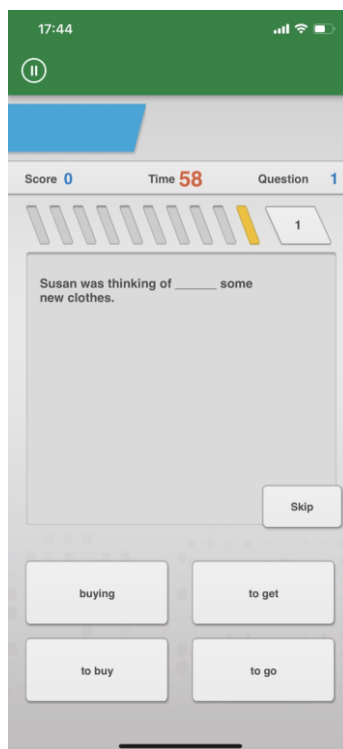 17:44
Score 0 Time 58 Question 1
1
Susan was thinking of ______ some
new clothes.
Skip
buying to get
to buy to go